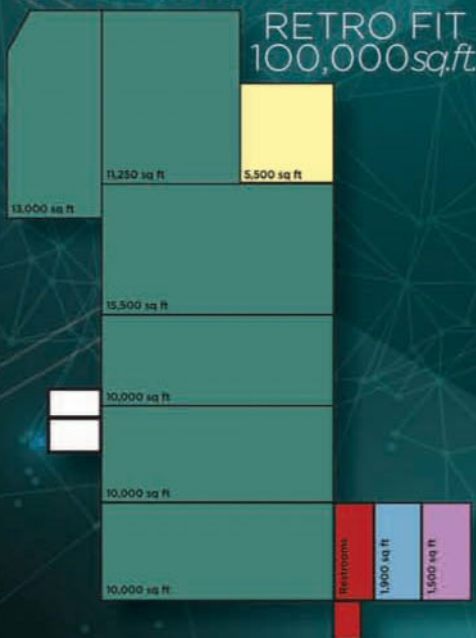 RETRO FIT
100,000sq.ft.
11,250 sq ft
5,500 sq ft
13,000 sq ft
15,500 sq ft
10,000 sq ft
10,000 sq ft
10,000 sq ft
Restrooms
1,900 sq ft
1,500 sq ft